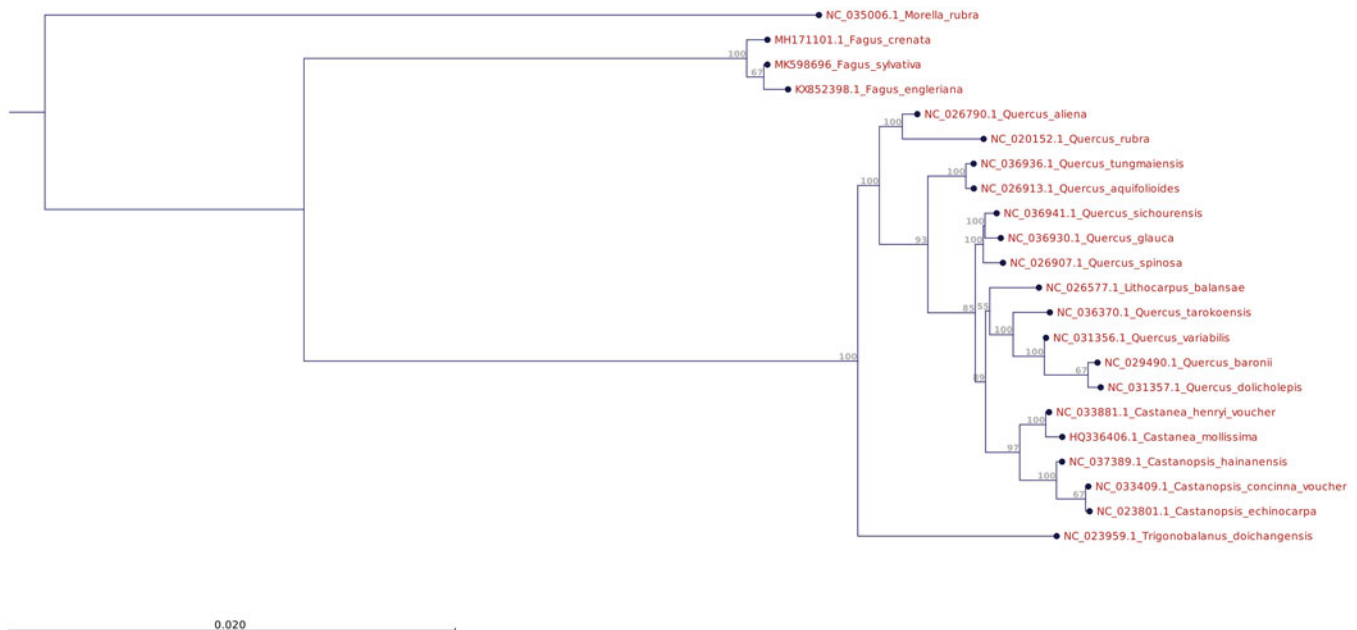 NC_035006.1_Morella_rubra
MH171101.1_Fagus_crenata
100
MK598696_Fagus_sylvativa
67
KX852398.1_Fagus_engleriana
NC_026790.1_Quercus_aliena
100
NC_020152.1_Quercus_rubra
NC_036936.1_Quercus_tungmaiensis
100
100
NC_026913.1_Quercus_aquifolioides
NC_036941.1_Quercus_sichourensis
100
NC_036930.1_Quercus_glauca
93
100
NC_026907.1_Quercus_spinosa
NC_026577.1_Lithocarpus_balansae
85
55
NC_036370.1_Quercus_tarokoensis
100
NC_031356.1_Quercus_variabilis
100
100
NC_029490.1_Quercus_baronii
67
NC_031357.1_Quercus_dolicholepis
89
NC_033881.1_Castanea_henryi_voucher
100
HQ336406.1_Castanea_mollissima
97
NC_037389.1_Castanopsis_hainanensis
100
NC_033409.1_Castanopsis_concinna_voucher
67
NC_023801.1_Castanopsis_echinocarpa
NC_023959.1_Trigonobalanus_doichangensis
0.020